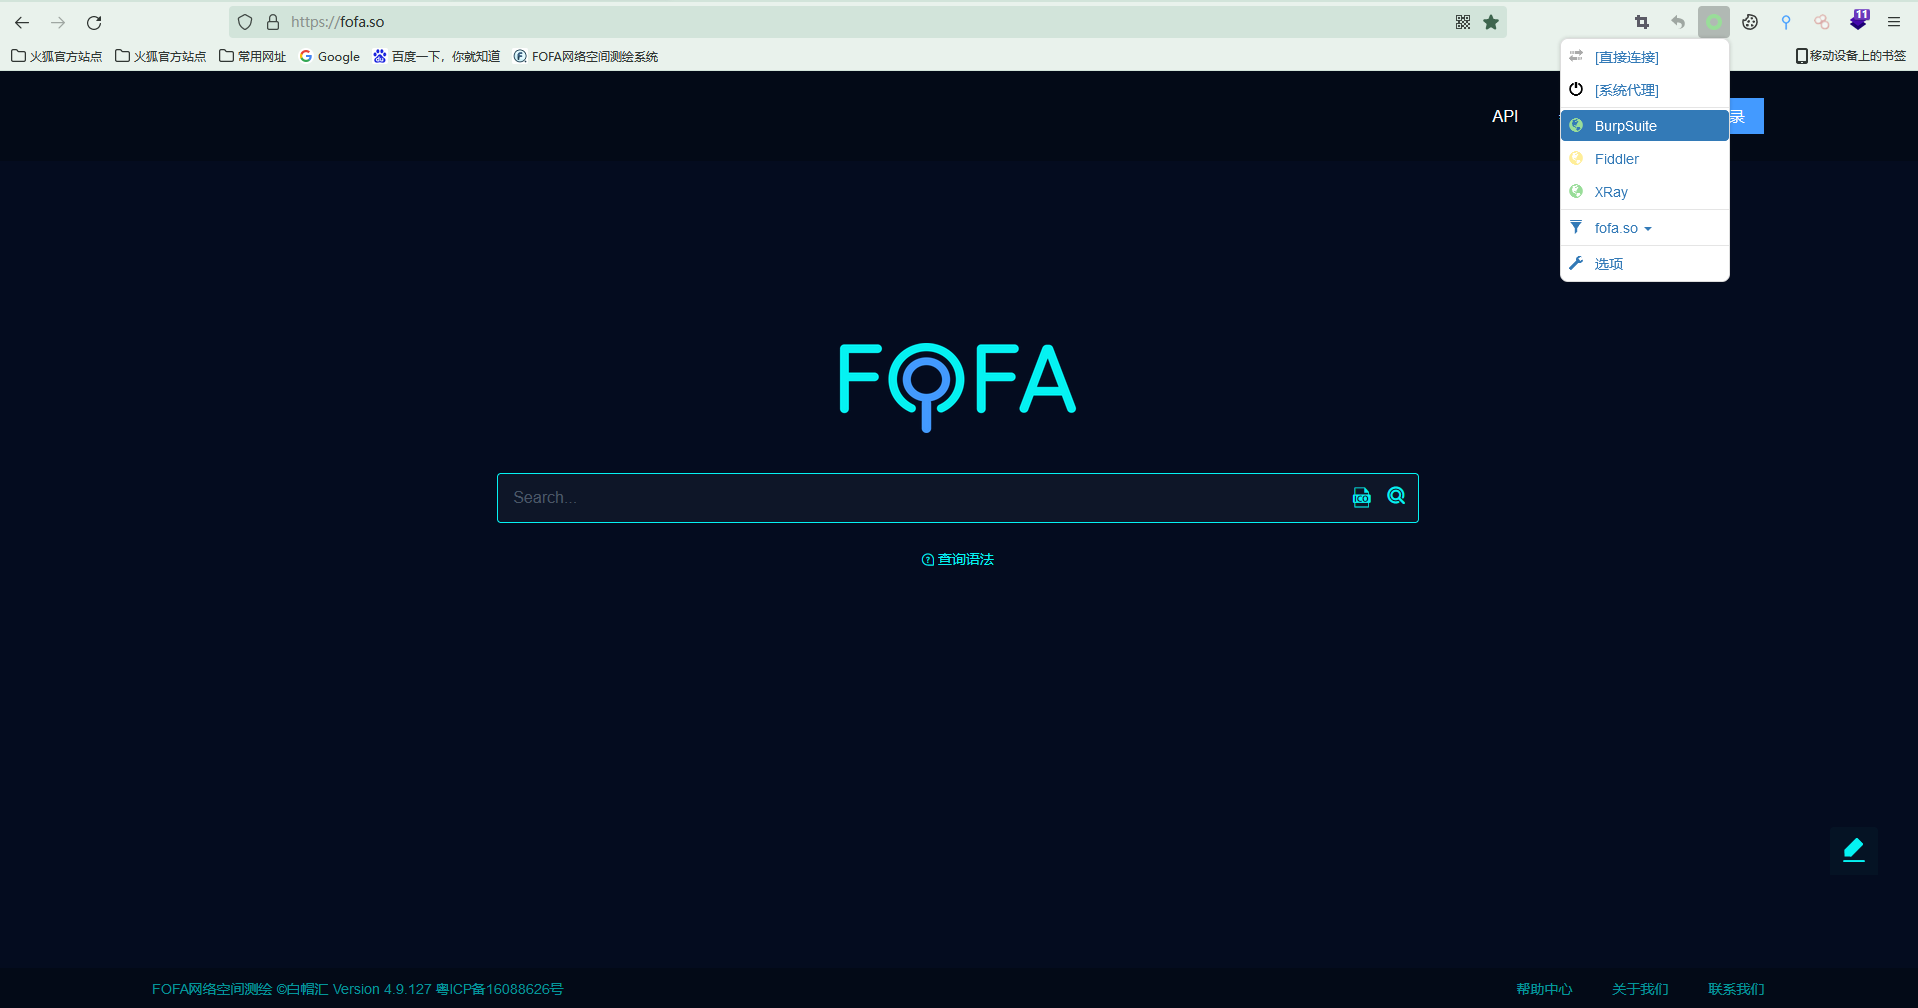 https://fofa.so
11
火狐官方站点
火狐官方站点
常用网址
Google
百度一下，你就知道
FOFA网络空间测绘系统
移动设备上的书签
[直接连接]
[系统代理]
BurpSuite
Fiddler
XRay
fofa.so
选项
API
录
FOFA
Search...
ICO
查询语法
FOFA网络空间测绘 ©白帽汇 Version 4.9.127 粤ICP备16088626号
帮助中心
关于我们
联系我们